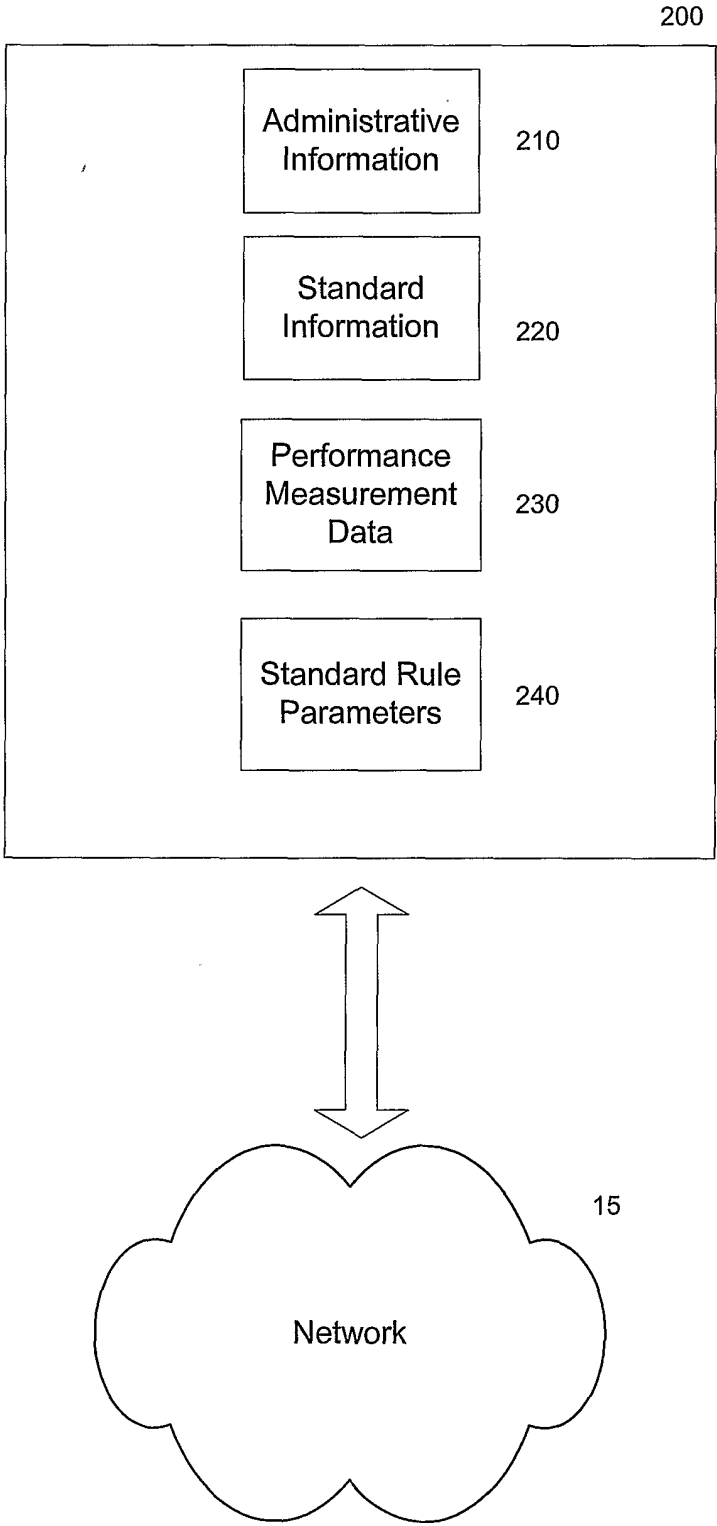 200
Administrative
Information
210
Standard
Information
220
Performance
Measurement
Data
230
Standard Rule
Parameters
240
15
Network